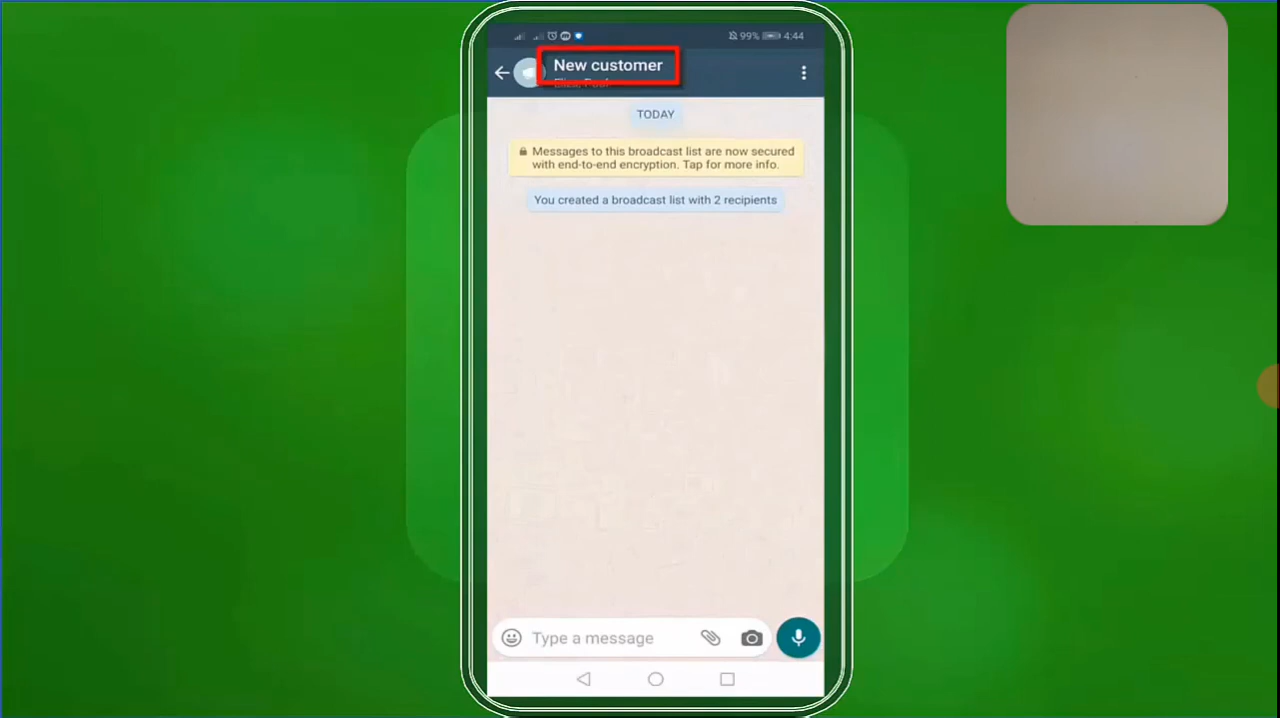 99% 4:44
New customer
TODAY
Messages to this broadcast list are now secured
with end-to-end encryption. Tap for more info.
You created a broadcast list with 2 recipients
Type a message